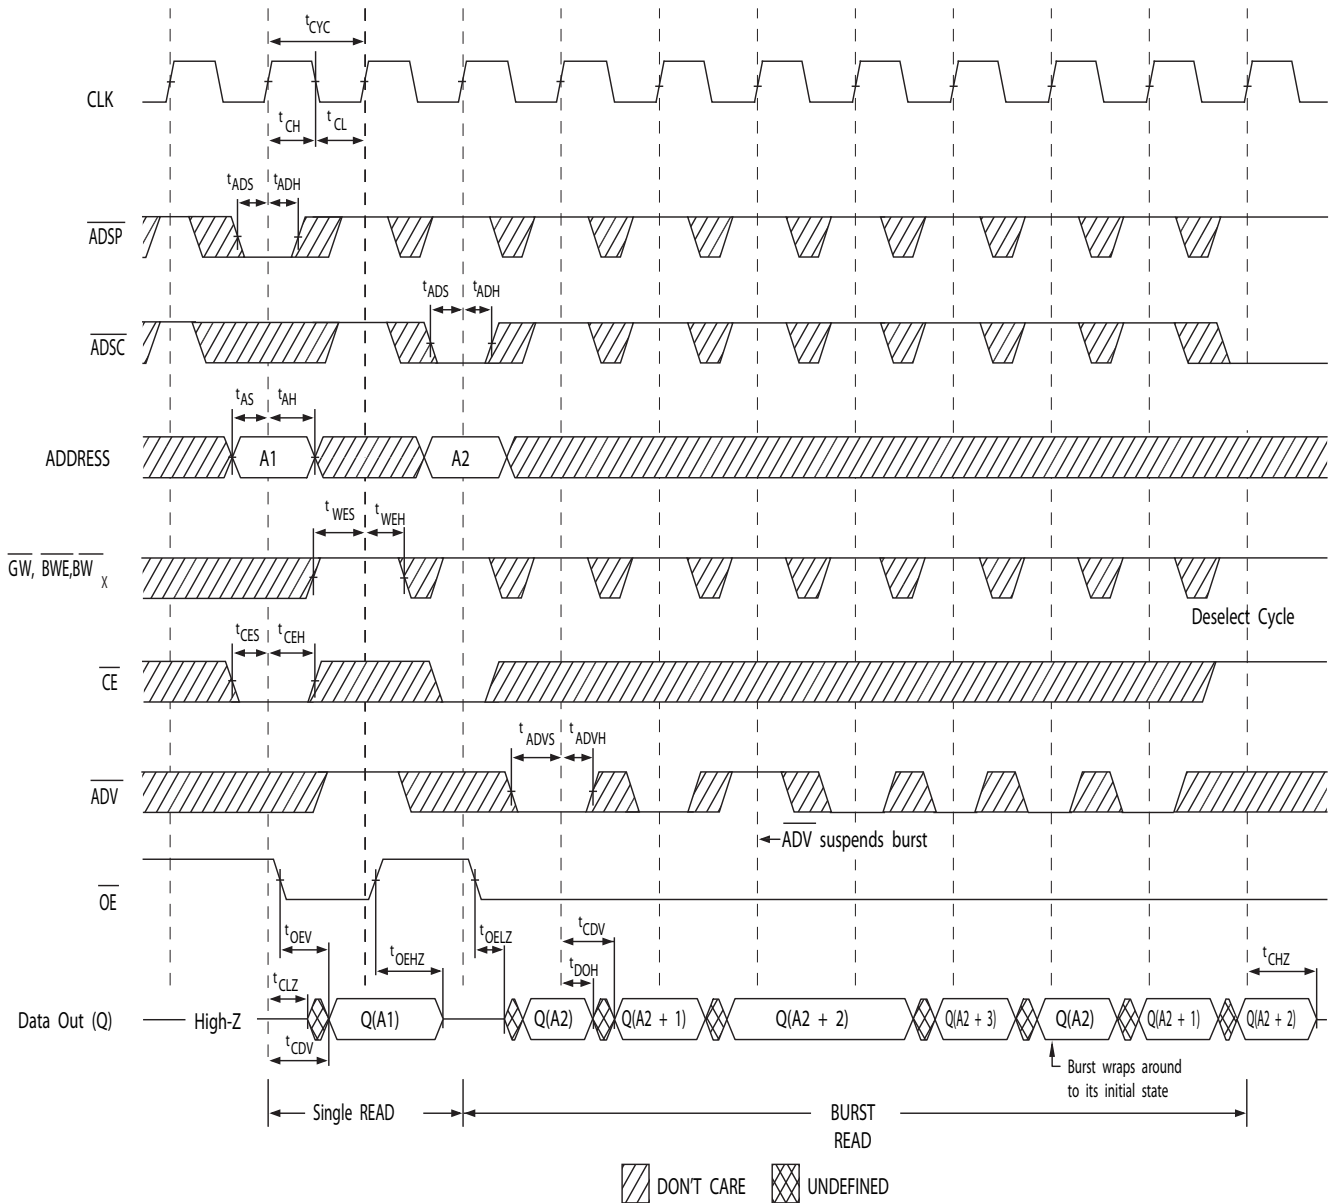 tCYC
CLK
tCH
tCL
tADS
tADH
ADSP
tADS
tADH
ADSC
tAS
tAH
ADDRESS
A1
A2
tWES
tWEH
GW, BWE,BW X
Deselect Cycle
tCES
tCEH
CE
tADVS
tADVH
ADV
ADV suspends burst
OE
tOEV
tOEHZ
tOELZ
tCDV
tDOH
tCHZ
tCLZ
Data Out (Q)
High-Z
Q(A1)
Q(A2)
Q(A2 + 1)
Q(A2 + 2)
Q(A2 + 3)
Q(A2)
Q(A2 + 1)
Q(A2 + 2)
tCDV
Burst wraps around
to its initial state
Single READ
BURST
READ
DON'T CARE
UNDEFINED